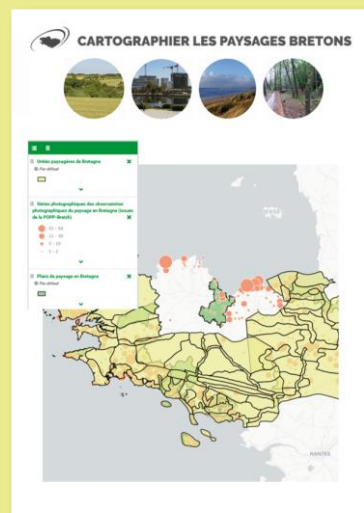 CARTOGRAPHIER LES PAYSAGES BRETONS
Unités paysagères de Bretagne
Par défaut
Séries photographiques des observatoires
photographiques du paysage en Bretagne (issues
de la POPP-Breizh)
Plans de paysage en Bretagne
Par défaut
NANTES